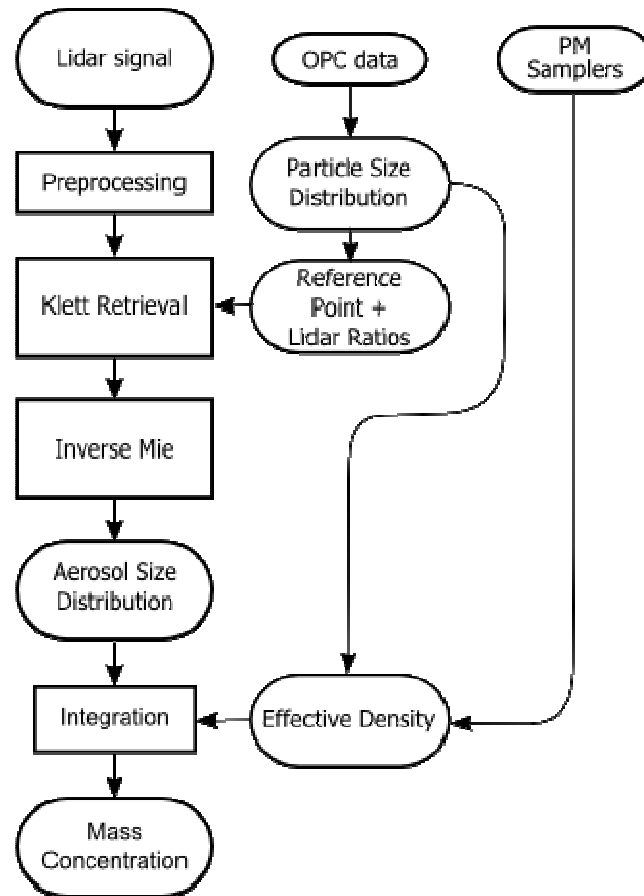 Lidar signal
OPC data
PM
Samplers
Preprocessing
Particle Size
Distribution
Klett Retrieval
Reference
Point +
Lidar Ratios
Inverse Mie
Aerosol Size
Distribution
Integration
Effective Density
Mass
Concentration